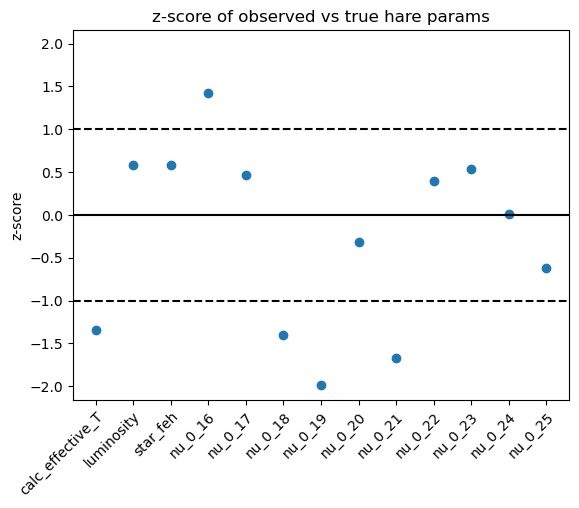 z-score of observed vs true hare params
z-score
2.0
1.5
1.0
0.5
0.0
−0.5
−1.0
−1.5
−2.0
calc_effective_T
luminosity
star_feh
nu_0_16
nu_0_17
nu_0_18
nu_0_19
nu_0_20
nu_0_21
nu_0_22
nu_0_23
nu_0_24
nu_0_25